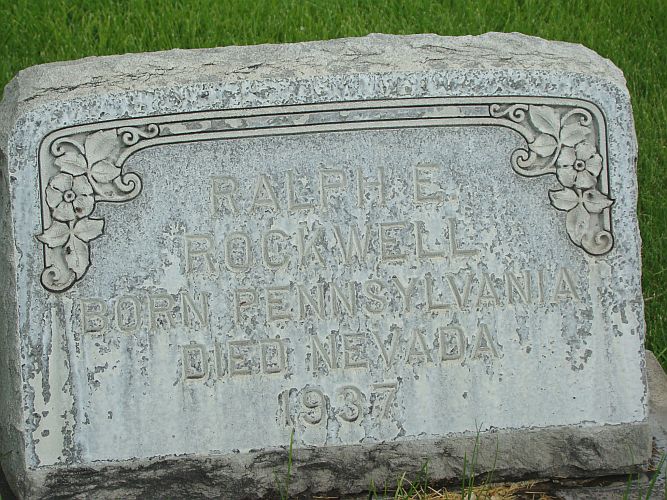 RALPH E.
ROCKWELL
BORN PENNSYLVANIA
DIED NEVADA
1937